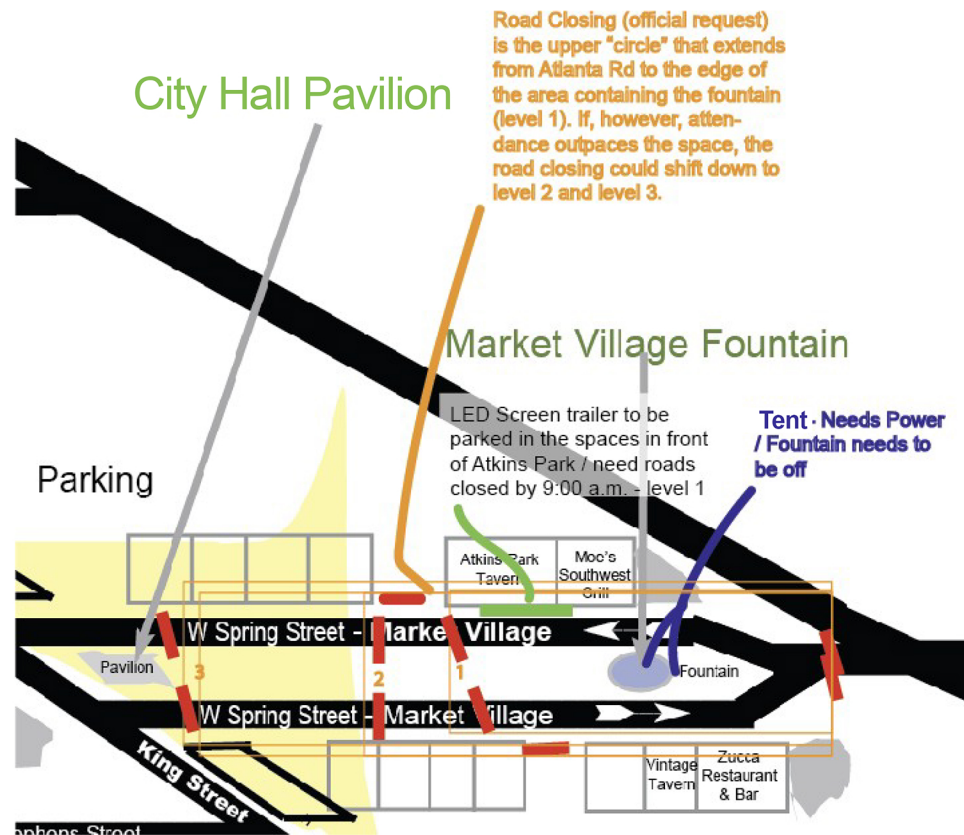 Road Closing (official request)
is the upper "circle" that extends
from Atlanta Rd to the edge of
the area containing the fountain
(level 1). If, however, atten-
dance outpaces the space, the
road closing could shift down to
level 2 and level 3.
City Hall Pavilion
Market Village Fountain
LED Screen trailer to be
parked in the spaces in front
of Atkins Park / need roads
closed by 9:00 a.m. - level 1
Tent - Needs Power
/ Fountain needs to
be off
Parking
Atkins Park
Tavern
Moe's
Southwest
Grill
W Spring Street - Market Village
Pavilion
3
2
1
Fountain
W Spring Street - Market Village
King Street
Vintage
Tavern
Zucca
Restaurant
& Bar
Street